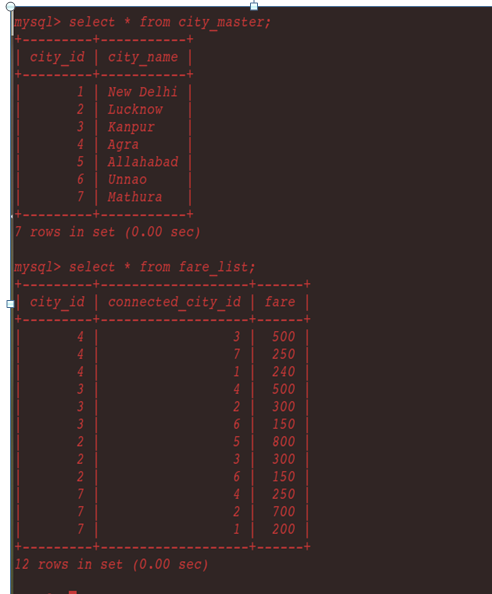 mysql> select * from city_master;
+---------+-----------+
| city_id | city_name |
+---------+-----------+
|       1 | New Delhi |
|       2 | Lucknow   |
|       3 | Kanpur    |
|       4 | Agra      |
|       5 | Allahabad |
|       6 | Unnao     |
|       7 | Mathura   |
+---------+-----------+
7 rows in set (0.00 sec)
mysql> select * from fare_list;
+---------+-------------------+------+
| city_id | connected_city_id | fare |
+---------+-------------------+------+
|       4 |                 3 |  500 |
|       4 |                 7 |  250 |
|       4 |                 1 |  240 |
|       3 |                 4 |  500 |
|       3 |                 2 |  300 |
|       3 |                 6 |  150 |
|       2 |                 5 |  800 |
|       2 |                 3 |  300 |
|       2 |                 6 |  150 |
|       7 |                 4 |  250 |
|       7 |                 2 |  700 |
|       7 |                 1 |  200 |
+---------+-------------------+------+
12 rows in set (0.00 sec)